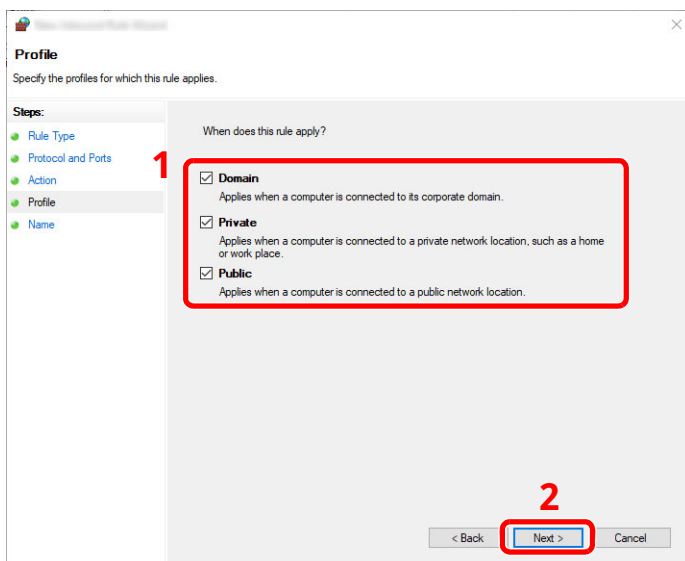 Profile
Specify the profiles for which this rule applies.
Steps:
Rule Type
Protocol and Ports
Action
Profile
Name
When does this rule apply?
1
Domain
Applies when a computer is connected to its corporate domain.
Private
Applies when a computer is connected to a private network location, such as a home
or work place.
Public
Applies when a computer is connected to a public network location.
2
< Back Next > Cancel